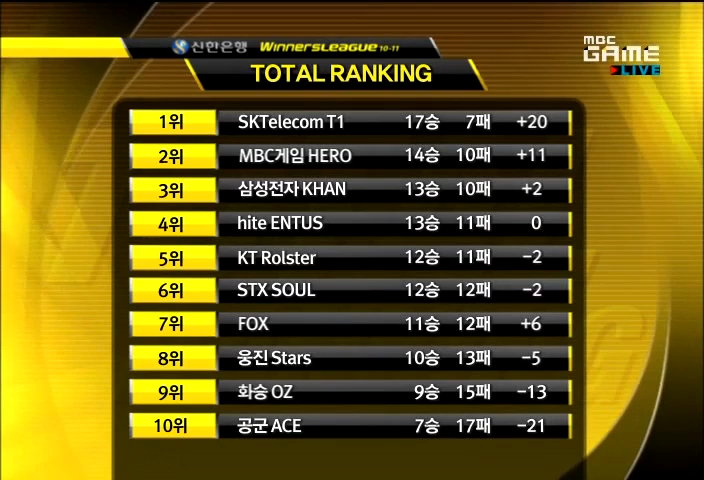 신한은행 WINNERSLEAGUE 10-11
MBC
GAME
LIVE
TOTAL RANKING
1위 SKTelecom T1 17승 7패 +20
2위 MBC게임 HERO 14승 10패 +11
3위 삼성전자 KHAN 13승 10패 +2
4위 hite ENTUS 13승 11패 0
5위 KT Rolster 12승 11패 -2
6위 STX SOUL 12승 12패 -2
7위 FOX 11승 12패 +6
8위 웅진 Stars 10승 13패 -5
9위 화승 OZ 9승 15패 -13
10위 공군 ACE 7승 17패 -21